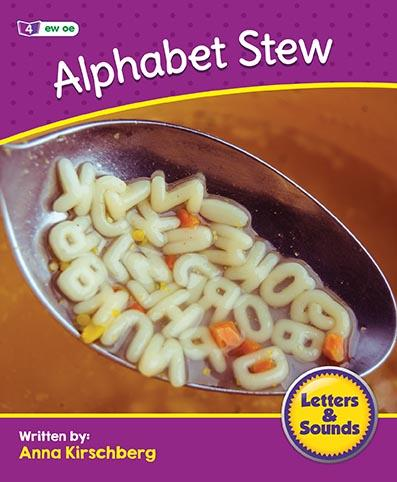 4 ew oe
Alphabet Stew
Letters
&
Sounds
Written by:
Anna Kirschberg